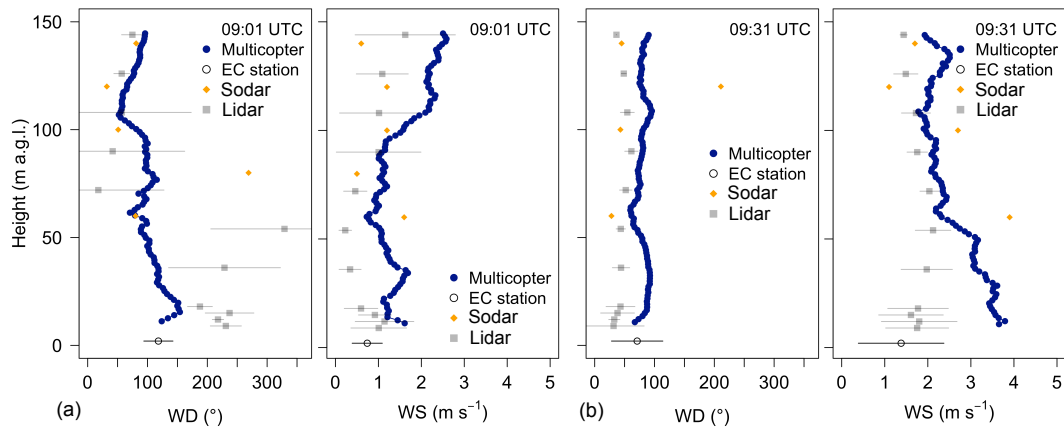 09:01 UTC
Multicopter
EC station
Sodar
Lidar
150
100
50
0
Height (m a.g.l.)
0 100 200 300
WD (°)
(a)
09:01 UTC
Multicopter
EC station
Sodar
Lidar
0 1 2 3 4 5
WS (m s⁻¹)
09:31 UTC
Multicopter
EC station
Sodar
Lidar
0 100 200 300
WD (°)
(b)
09:31 UTC
Multicopter
EC station
Sodar
Lidar
0 1 2 3 4 5
WS (m s⁻¹)